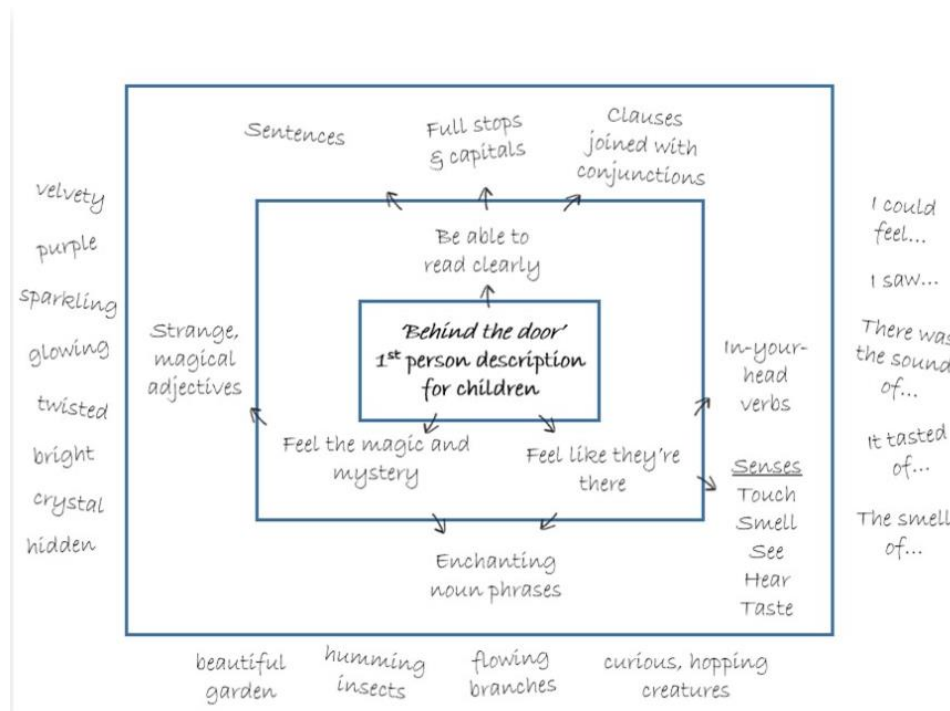 Sentences
Full stops
& capitals
Clauses
joined with
conjunctions
velvety
purple
sparkling
glowing
twisted
bright
crystal
hidden
Strange,
magical
adjectives
Be able to
read clearly
'Behind the door'
1st person description
for children
Feel the magic and
mystery
Feel like they're
there
In-your-
head
verbs
Senses
Touch
Smell
See
Hear
Taste
I could
feel...
I saw...
There was
the sound
of...
It tasted
of...
The smell
of...
Enchanting
noun phrases
beautiful
garden
humming
insects
flowing
branches
curious, hopping
creatures